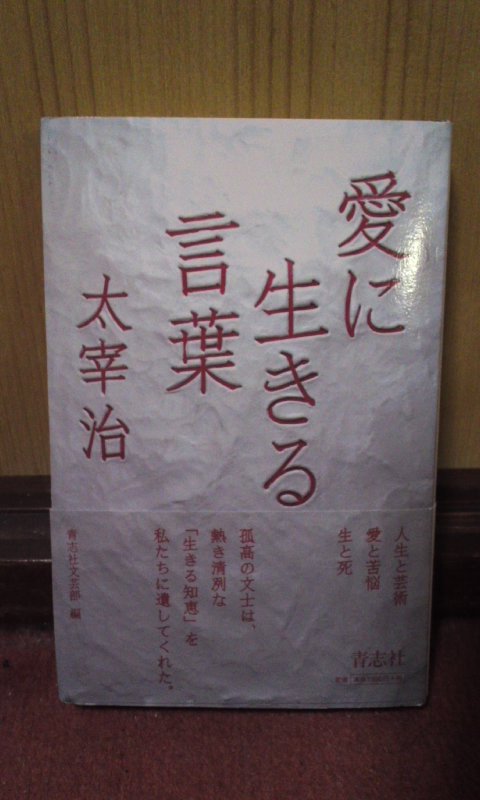 愛に
生きる
言葉
太宰治
人生と芸術
愛と苦悩
生と死
孤高の文士は、
熱き清冽な
「生きる知恵」を
私たちに遺してくれた。
青志社文芸部 編
青志社